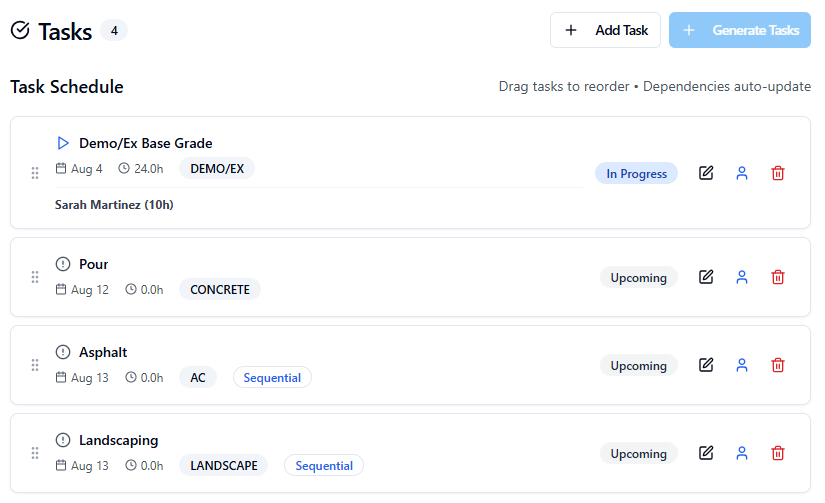 Tasks 4
Add Task
Generate Tasks
Task Schedule
Drag tasks to reorder • Dependencies auto-update
Demo/Ex Base Grade
Aug 4 24.0h DEMO/EX
In Progress
Sarah Martinez (10h)
Pour
Aug 12 0.0h CONCRETE
Upcoming
Asphalt
Aug 13 0.0h AC Sequential
Upcoming
Landscaping
Aug 13 0.0h LANDSCAPE Sequential
Upcoming